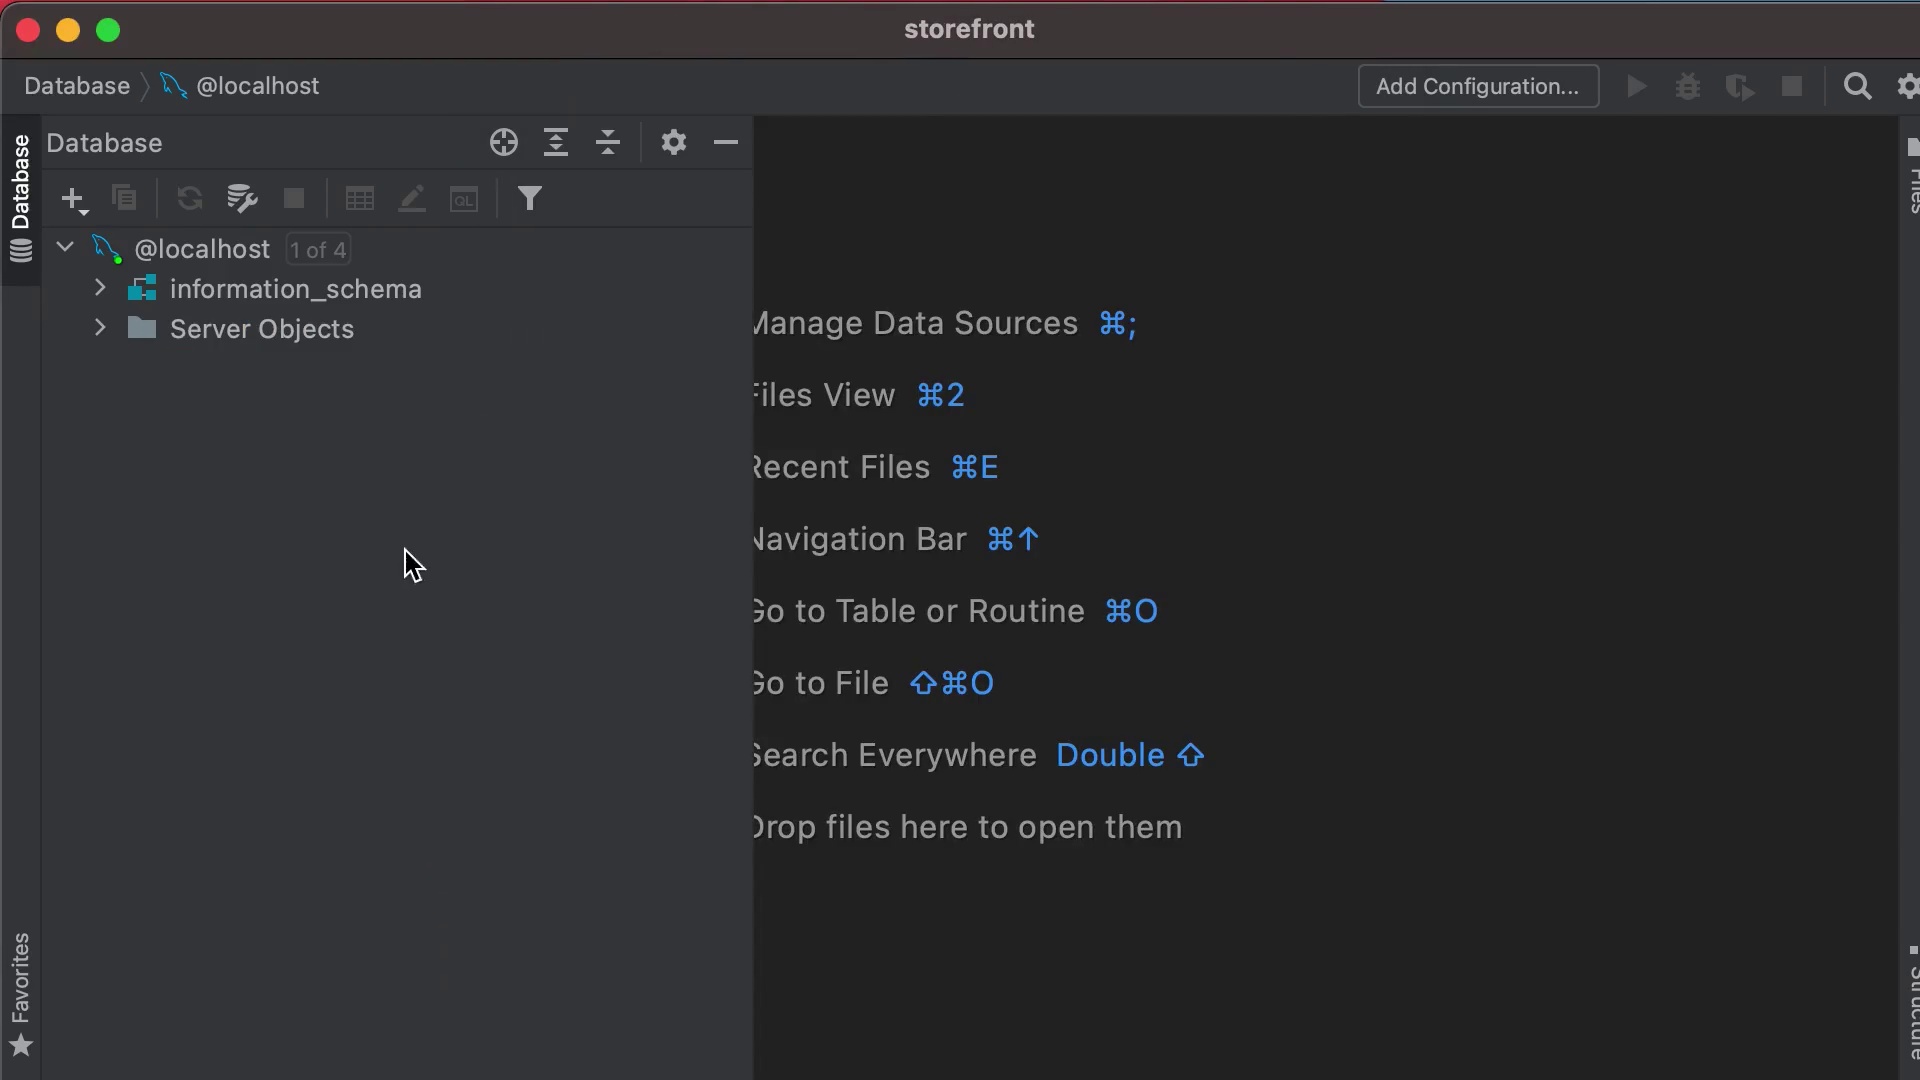 storefront
Database @localhost
Add Configuration...
Database
Database
@localhost 1 of 4
information_schema
Server Objects
Manage Data Sources ⌘;
Files View ⌘2
Recent Files ⌘E
Navigation Bar ⌘↑
Go to Table or Routine ⌘O
Go to File ⇧⌘O
Search Everywhere Double ⇧
Drop files here to open them
QL
Favorites
Files
Structure